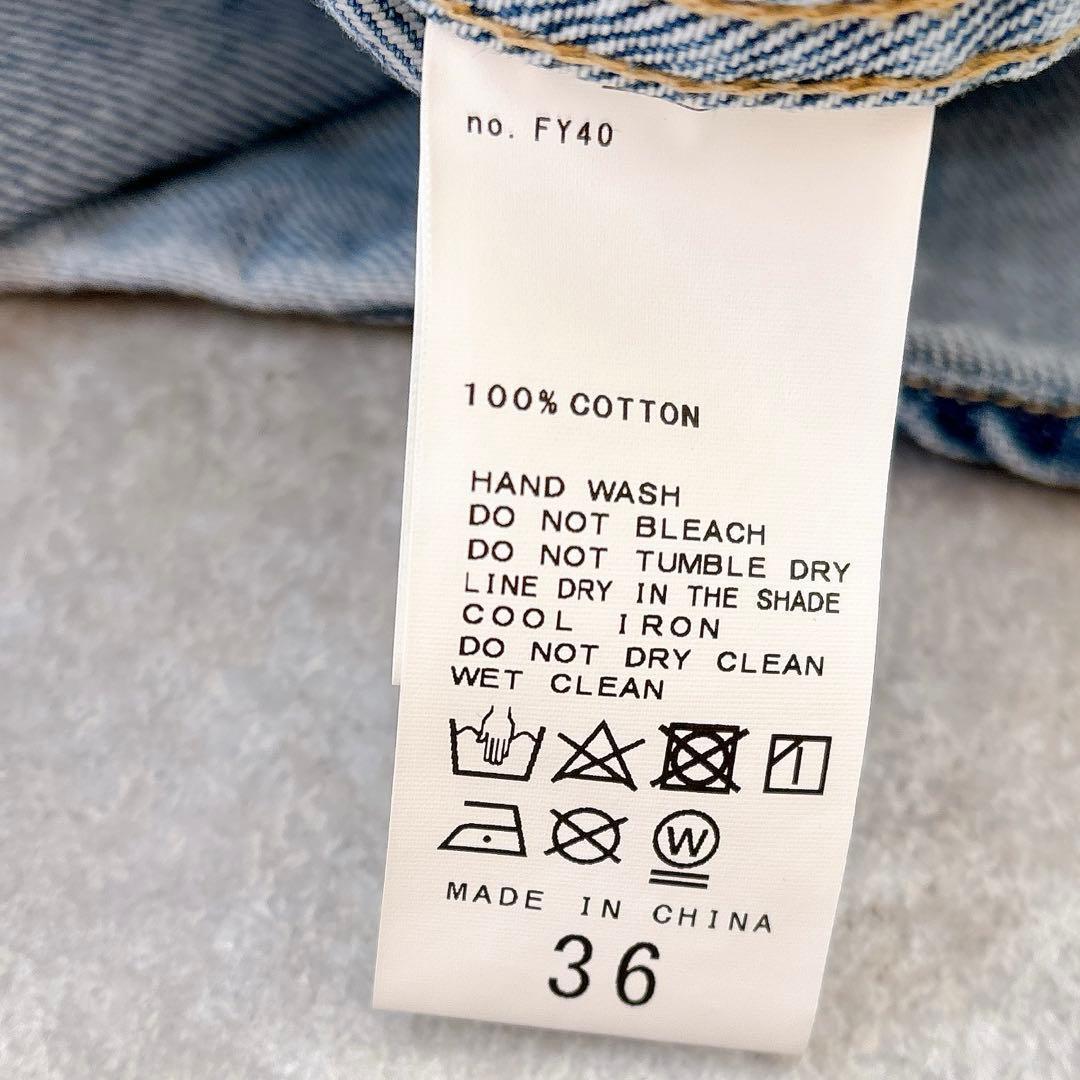 no. FY40
100% COTTON
HAND WASH
DO NOT BLEACH
DO NOT TUMBLE DRY
LINE DRY IN THE SHADE
COOL IRON
DO NOT DRY CLEAN
WET CLEAN
W
MADE IN CHINA
36